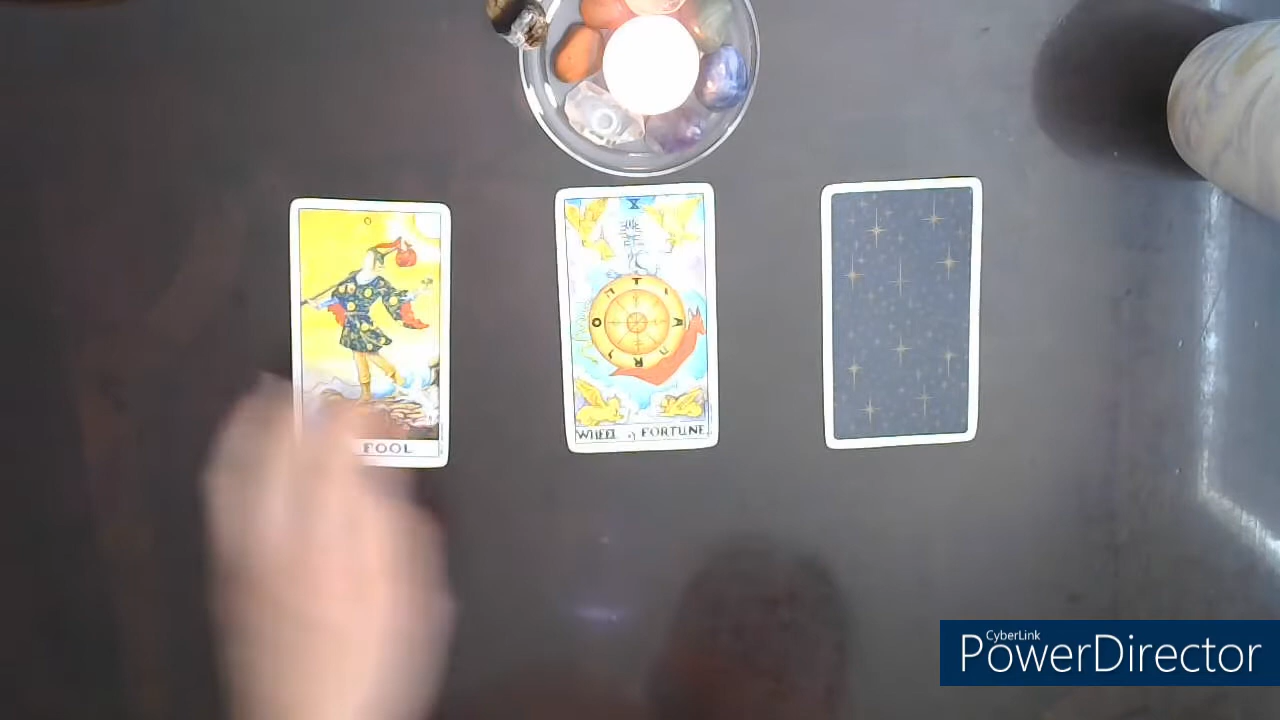 0
FOOL
X
T
A
R
O
WHEEL of FORTUNE.
CyberLink
PowerDirector